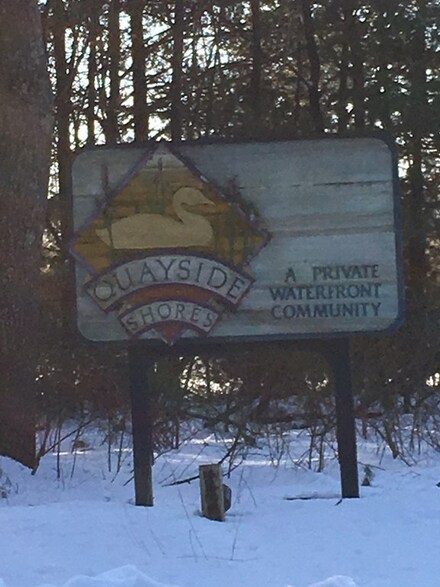 QUAYSIDE
SHORES
A PRIVATE
WATERFRONT
COMMUNITY